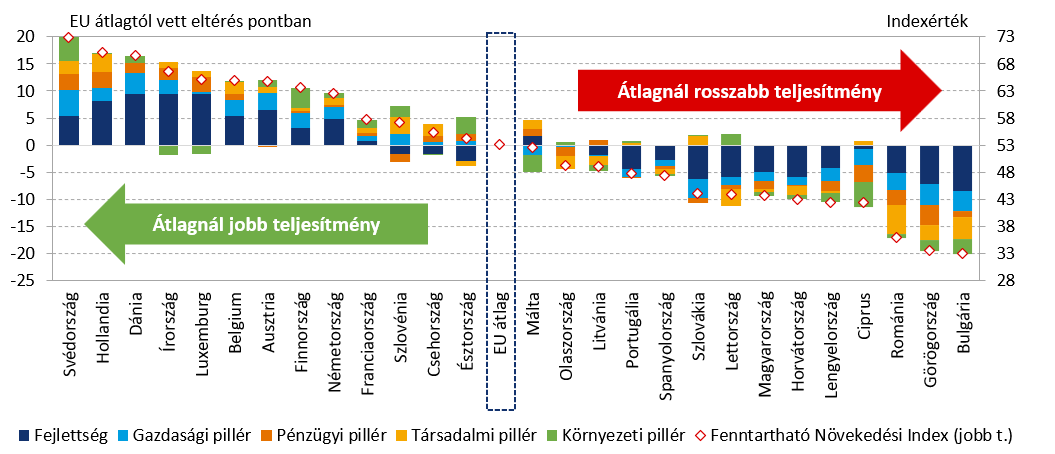 EU átlagtól vett eltérés pontban
Indexérték
20
15
10
5
0
-5
-10
-15
-20
-25
73
68
63
58
53
48
43
38
33
28
Átlagnál rosszabb teljesítmény
Átlagnál jobb teljesítmény
Svédország
Hollandia
Dánia
Írország
Luxemburg
Belgium
Ausztria
Finnország
Németország
Franciaország
Szlovénia
Csehország
Észtország
EU átlag
Málta
Olaszország
Litvánia
Portugália
Spanyolország
Szlovákia
Lettország
Magyarország
Horvátország
Lengyelország
Ciprus
Románia
Görögország
Bulgária
Fejlettség
Gazdasági pillér
Pénzügyi pillér
Társadalmi pillér
Környezeti pillér
Fenntartható Növekedési Index (jobb t.)